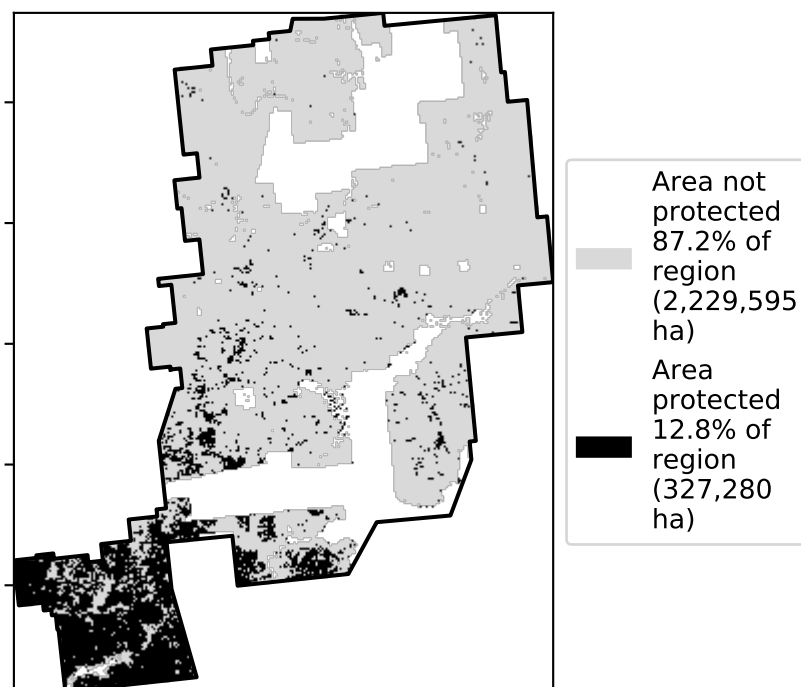 Area not
protected
87.2% of
region
(2,229,595
ha)
Area
protected
12.8% of
region
(327,280
ha)